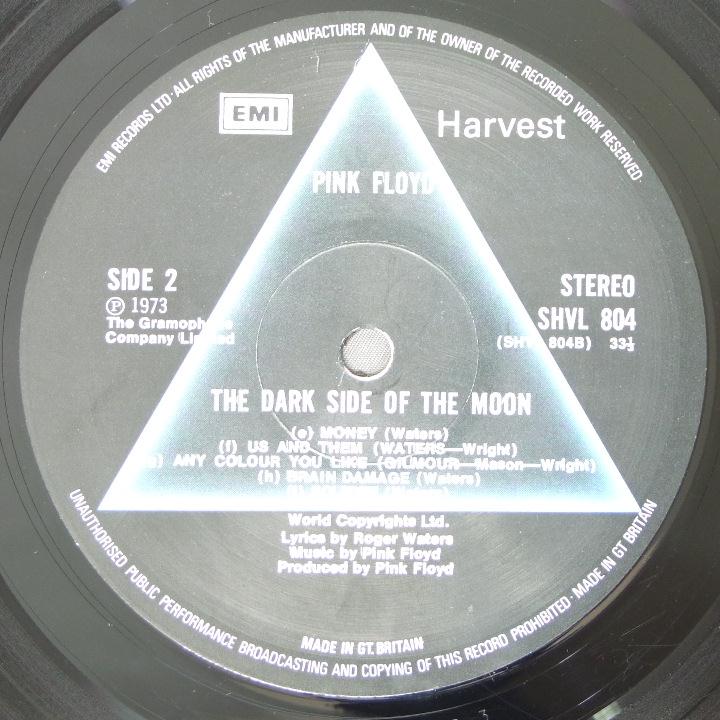 EMI RECORDS LTD · ALL RIGHTS OF THE MANUFACTURER AND OF THE OWNER OF THE RECORDED WORK RESERVED ·
EMI
Harvest
PINK FLOYD
SIDE 2
STEREO
Ⓟ 1973
SHVL 804
The Gramophone
Company Limited
(SHVL 804B) 33⅓
THE DARK SIDE OF THE MOON
(e) MONEY (Waters)
(f) US AND THEM (WATERS—Wright)
(g) ANY COLOUR YOU LIKE (GILMOUR—Mason—Wright)
(h) BRAIN DAMAGE (Waters)
World Copyrights Ltd.
Lyrics by Roger Waters
Music by Pink Floyd
Produced by Pink Floyd
MADE IN GT. BRITAIN
UNAUTHORISED PUBLIC PERFORMANCE BROADCASTING AND COPYING OF THIS RECORD PROHIBITED · MADE IN GT BRITAIN